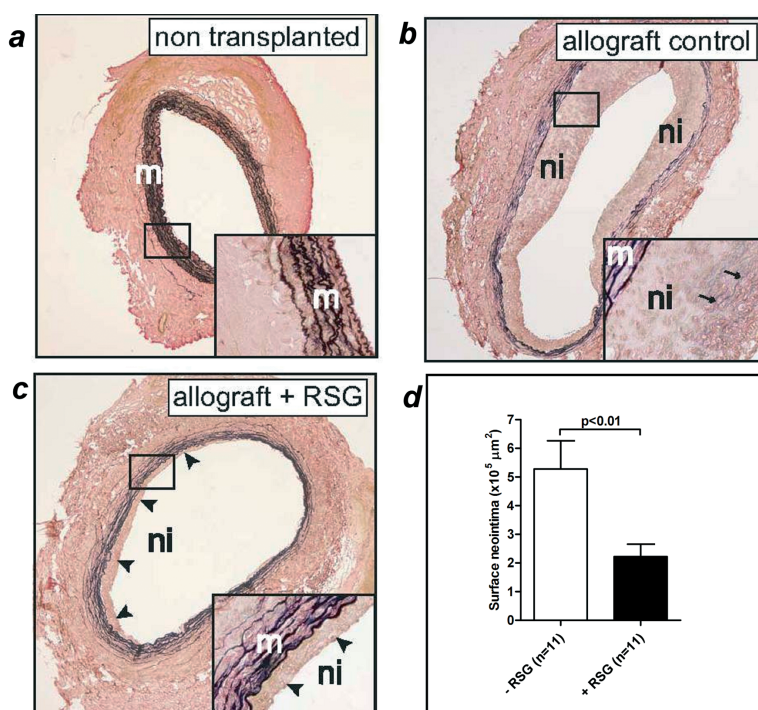 a
non transplanted
m
m
b
allograft control
ni
ni
m
ni
c
allograft + RSG
ni
m
ni
d
p<0.01
Surface neointima (x10⁵ µm²)
7
6
5
4
3
2
1
0
- RSG (n=11)
+ RSG (n=11)